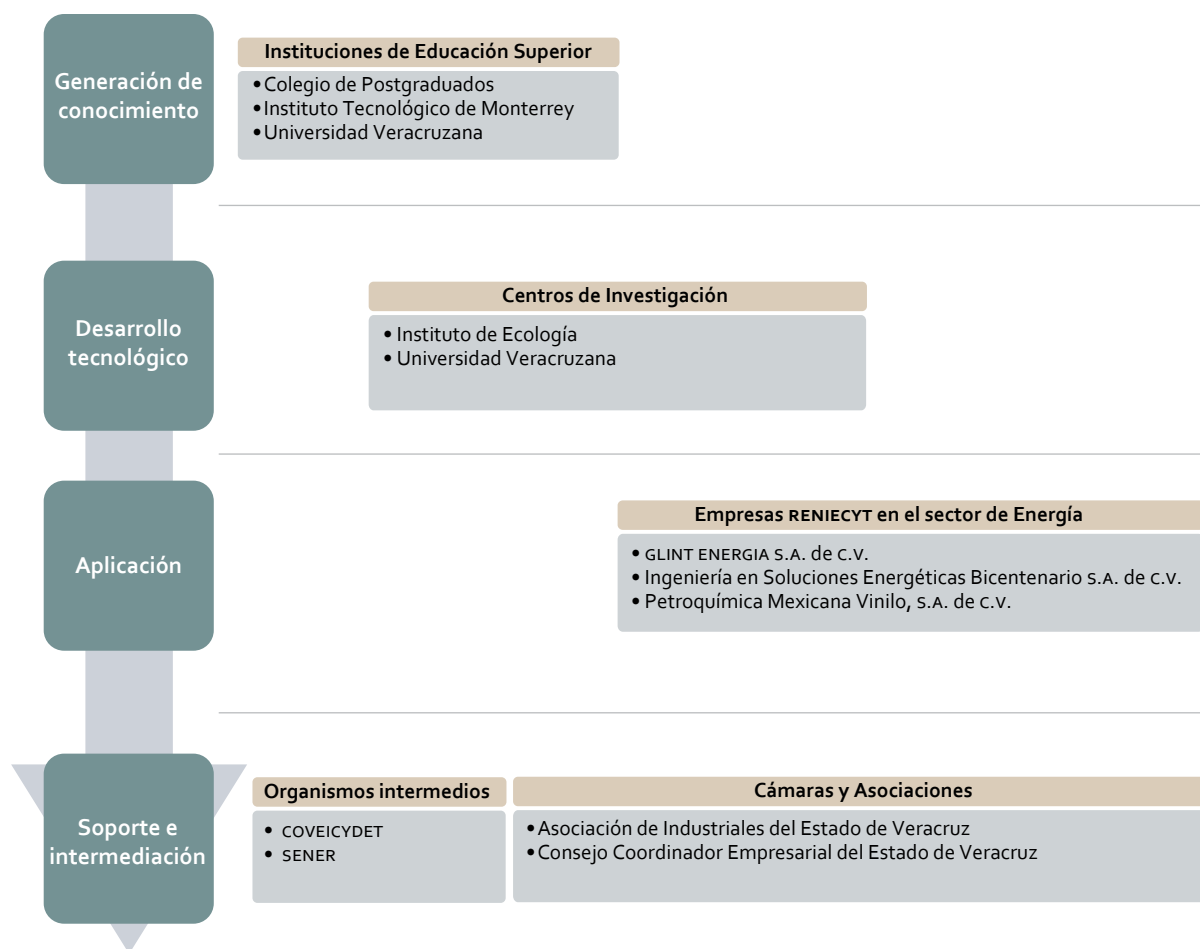 Generación de
conocimiento
Instituciones de Educación Superior
•Colegio de Postgraduados
•Instituto Tecnológico de Monterrey
•Universidad Veracruzana
Desarrollo
tecnológico
Centros de Investigación
• Instituto de Ecología
• Universidad Veracruzana
Aplicación
Empresas RENIECYT en el sector de Energía
• GLINT ENERGIA S.A. de C.V.
• Ingeniería en Soluciones Energéticas Bicentenario S.A. de C.V.
• Petroquímica Mexicana Vinilo, S.A. de C.V.
Soporte e
intermediación
Organismos intermedios
• COVEICYDET
• SENER
Cámaras y Asociaciones
•Asociación de Industriales del Estado de Veracruz
•Consejo Coordinador Empresarial del Estado de Veracruz